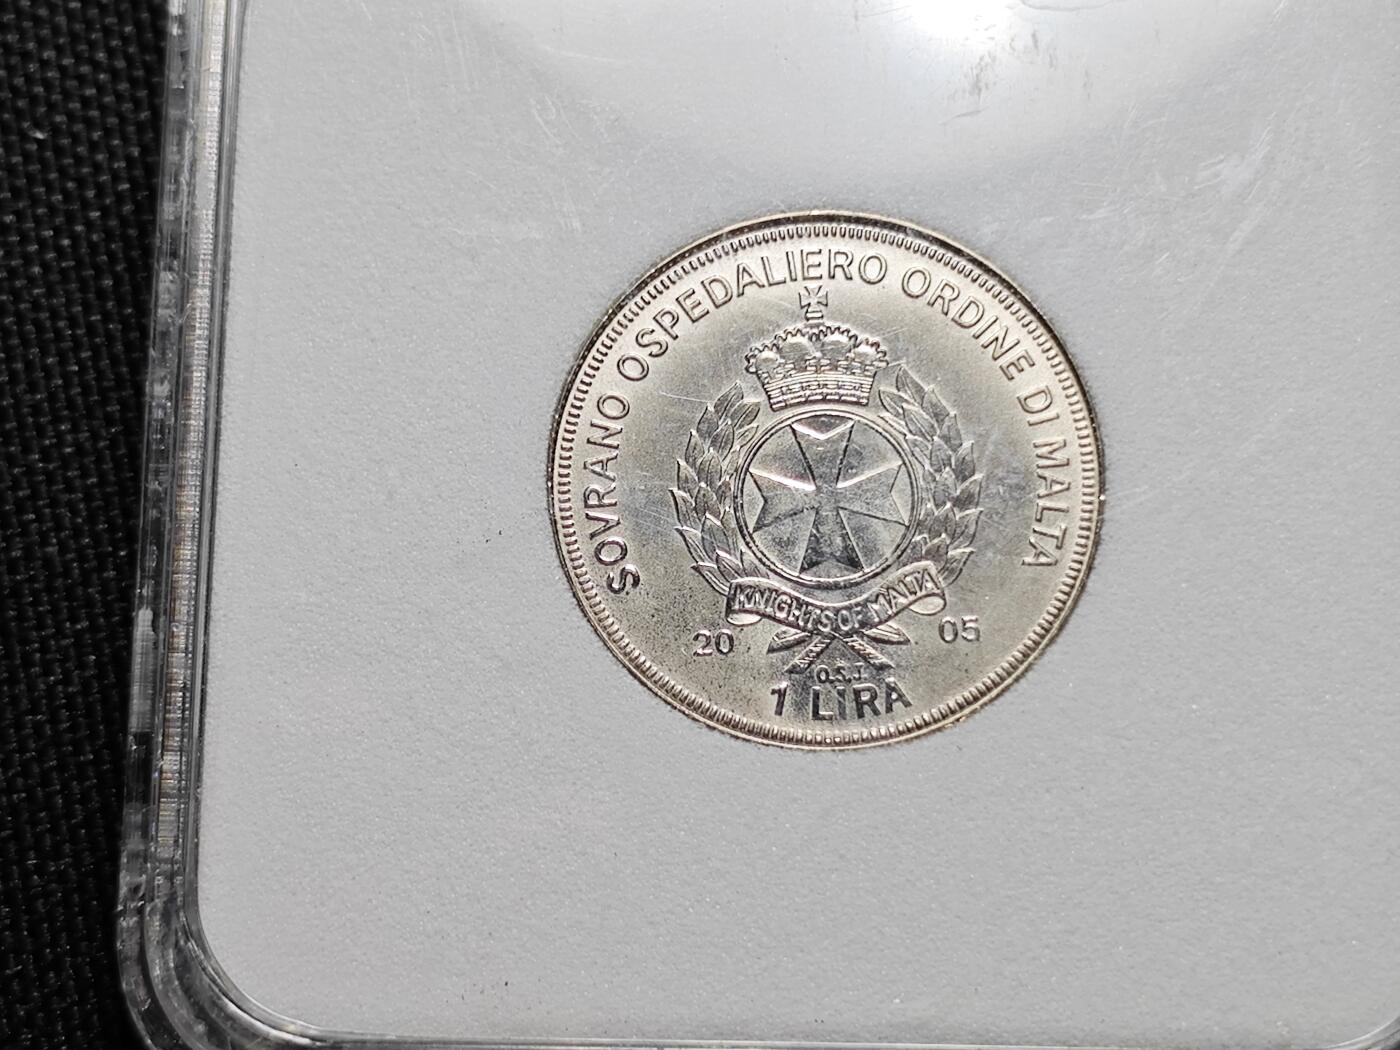 SOVRANO OSPEDALIERO ORDINE DI MALTA
KNIGHTS OF MALTA
20 05
O.S.J.
1 LIRA